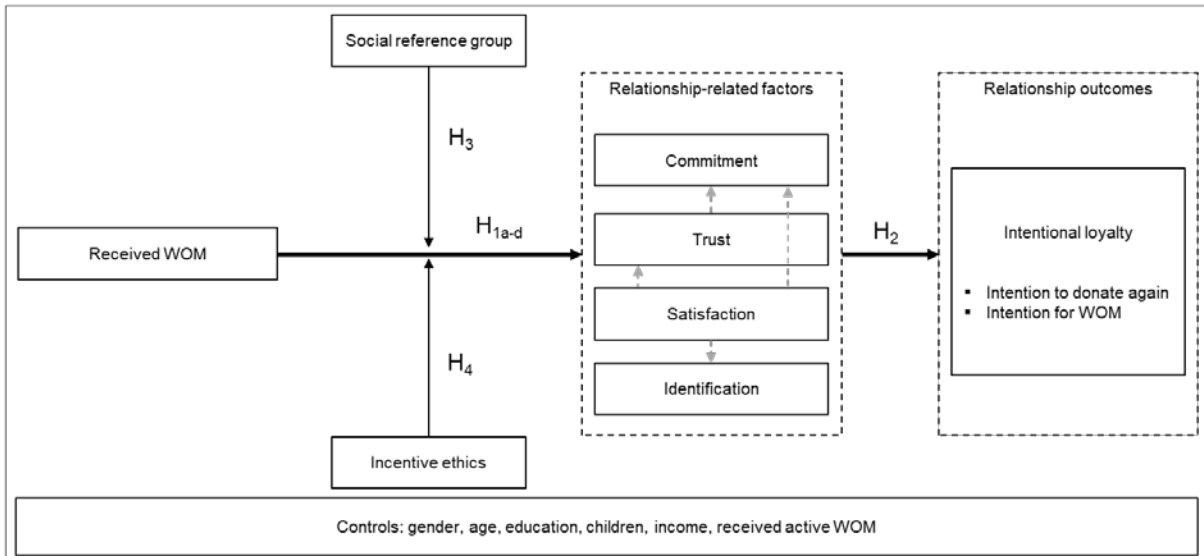 Social reference group
Relationship-related factors
Relationship outcomes
H3
Commitment
H1a-d
Trust
H2
Received WOM
Intentional loyalty
▪ Intention to donate again
▪ Intention for WOM
Satisfaction
H4
Identification
Incentive ethics
Controls: gender, age, education, children, income, received active WOM